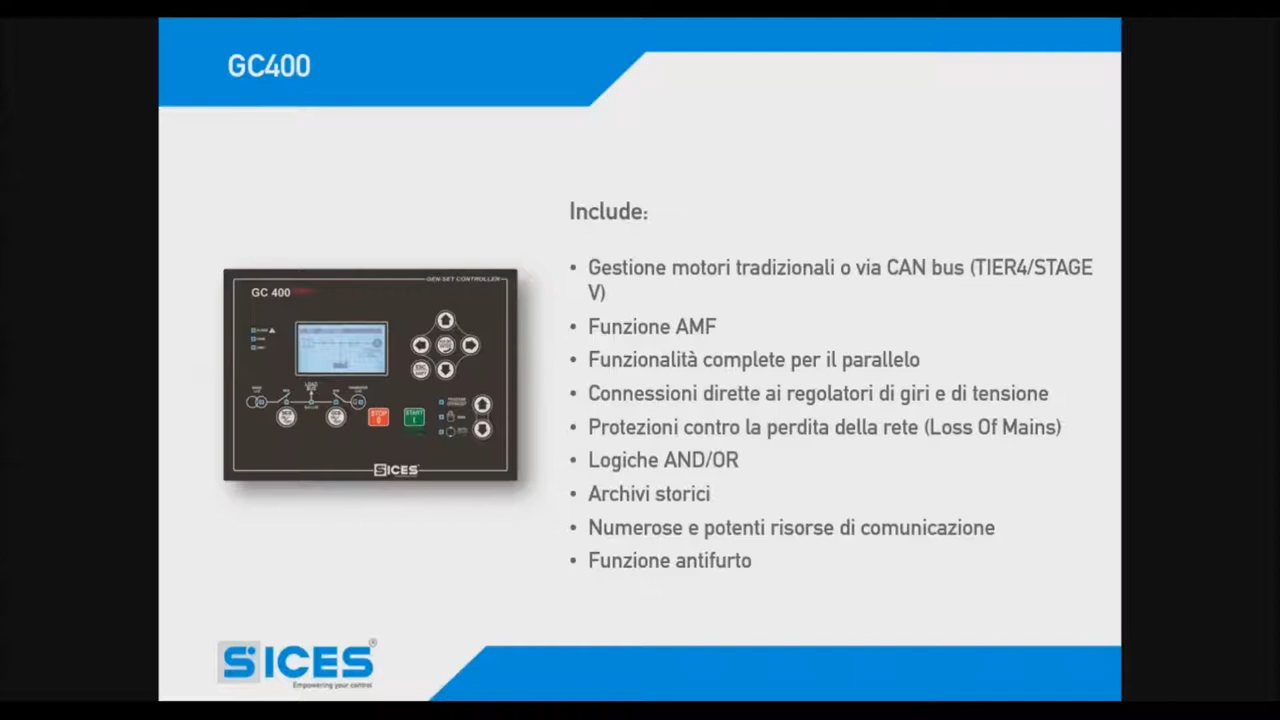 GC400
Include:
• Gestione motori tradizionali o via CAN bus (TIER4/STAGE
V)
• Funzione AMF
• Funzionalità complete per il parallelo
• Connessioni dirette ai regolatori di giri e di tensione
• Protezioni contro la perdita della rete (Loss Of Mains)
• Logiche AND/OR
• Archivi storici
• Numerose e potenti risorse di comunicazione
• Funzione antifurto
GEN SET CONTROLLER
GC 400
LOAD
BUS
STOP
0
START
I
SICES
SICES®
Empowering your control